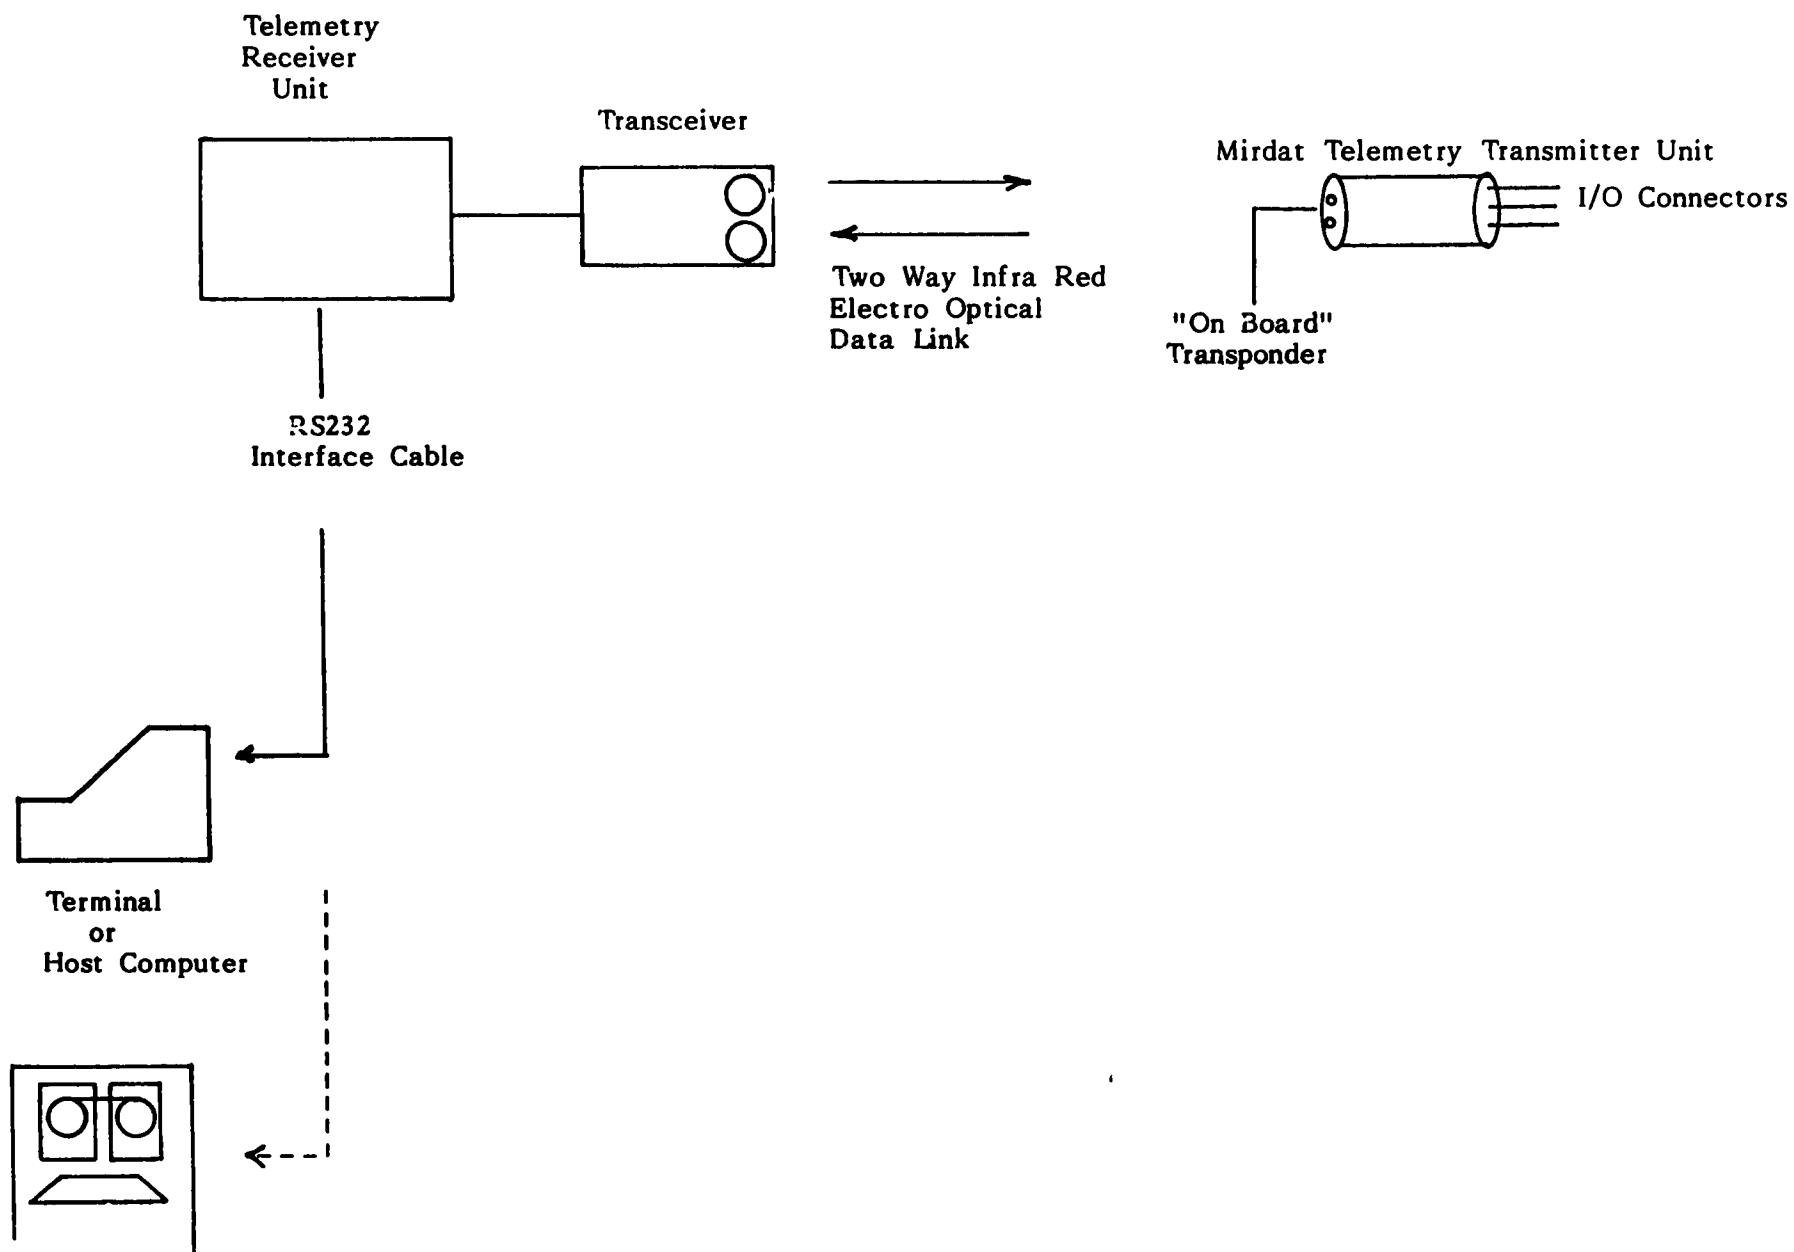 Telemetry
Receiver
Unit
Transceiver
Mirdat Telemetry Transmitter Unit
I/O Connectors
Two Way Infra Red
Electro Optical
Data Link
"On Board"
Transponder
RS232
Interface Cable
Terminal
or
Host Computer